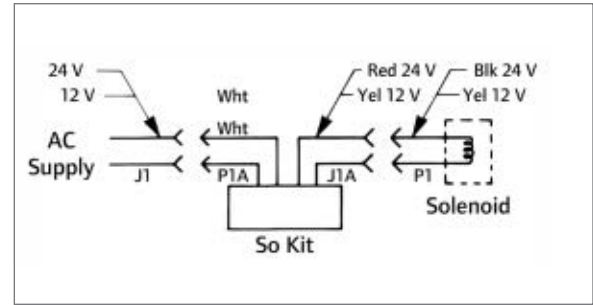 24 V
12 V
Wht
Wht
Red 24 V
Yel 12 V
Blk 24 V
Yel 12 V
AC
Supply
J1
P1A
J1A
P1
Solenoid
So Kit